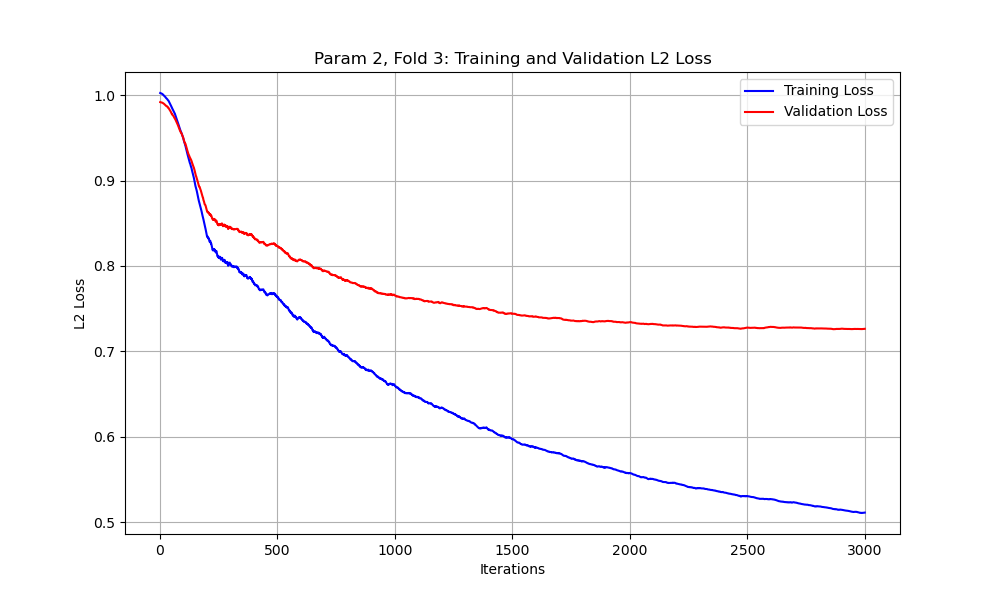 Param 2, Fold 3: Training and Validation L2 Loss
Training Loss
Validation Loss
L2 Loss
1.0
0.9
0.8
0.7
0.6
0.5
0
500
1000
1500
2000
2500
3000
Iterations